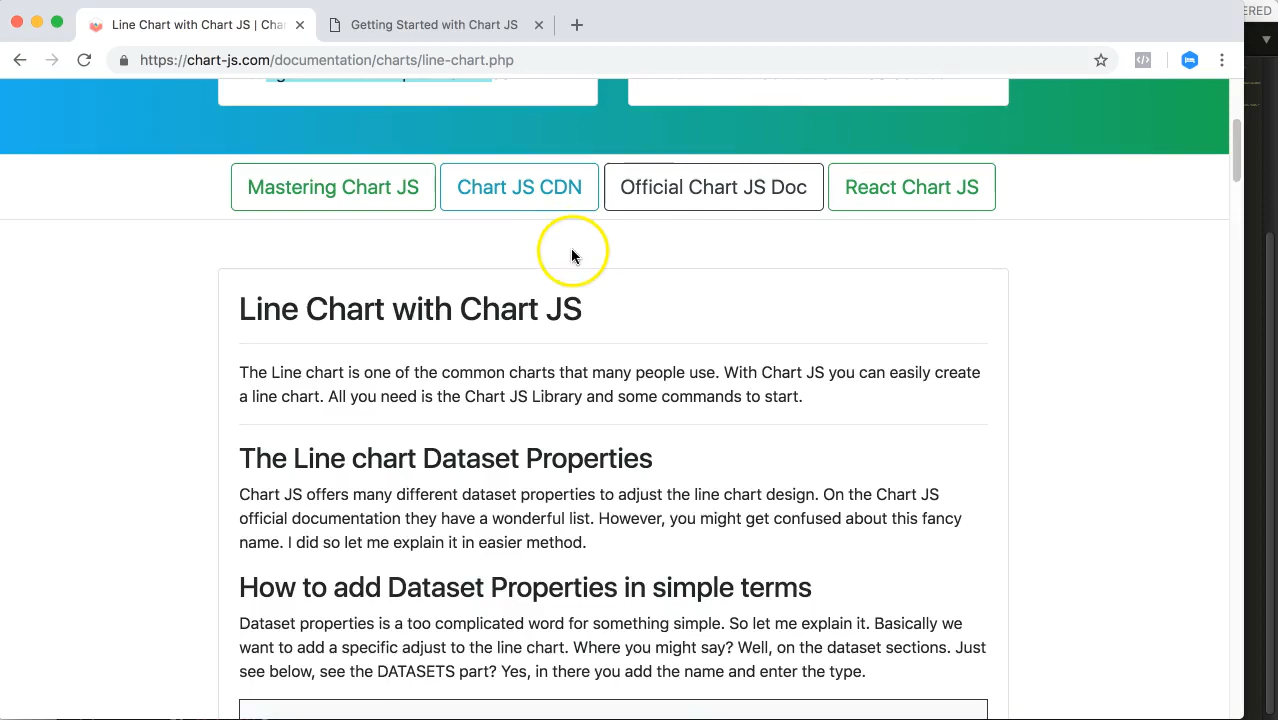 ERED
Line Chart with Chart JS | Char
Getting Started with Chart JS
https://chart-js.com/documentation/charts/line-chart.php
Mastering Chart JS
Chart JS CDN
Official Chart JS Doc
React Chart JS
Line Chart with Chart JS
The Line chart is one of the common charts that many people use. With Chart JS you can easily create
a line chart. All you need is the Chart JS Library and some commands to start.
The Line chart Dataset Properties
Chart JS offers many different dataset properties to adjust the line chart design. On the Chart JS
official documentation they have a wonderful list. However, you might get confused about this fancy
name. I did so let me explain it in easier method.
How to add Dataset Properties in simple terms
Dataset properties is a too complicated word for something simple. So let me explain it. Basically we
want to add a specific adjust to the line chart. Where you might say? Well, on the dataset sections. Just
see below, see the DATASETS part? Yes, in there you add the name and enter the type.